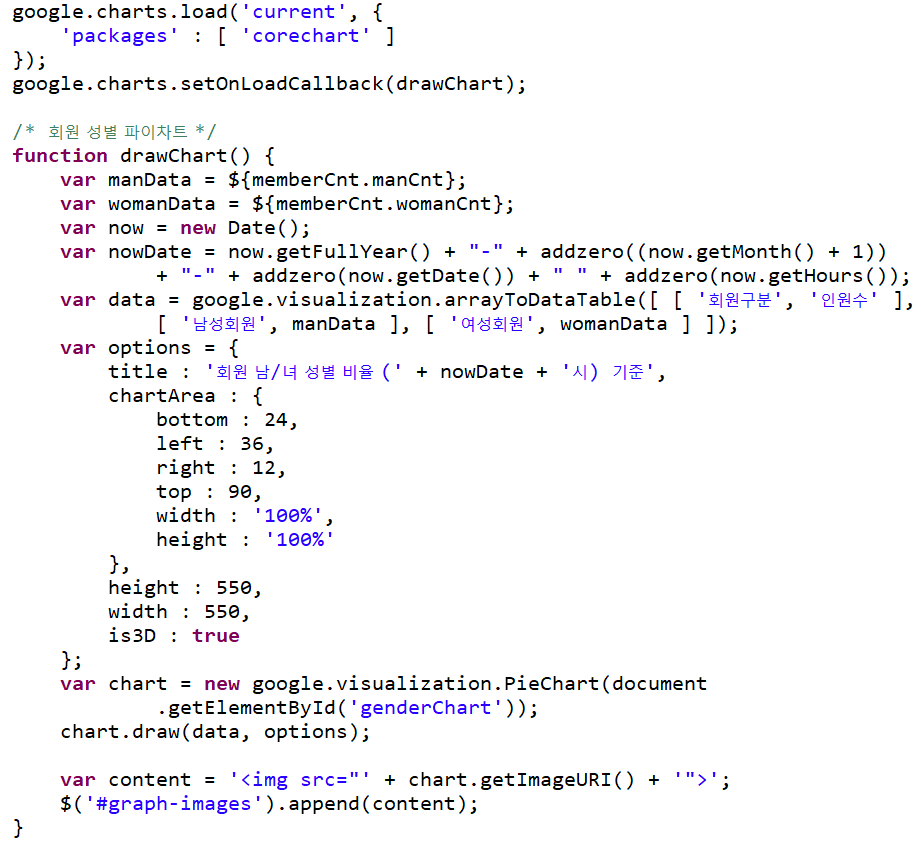 google.charts.load('current', {
    'packages' : [ 'corechart' ]
});
google.charts.setOnLoadCallback(drawChart);

/* 회원 성별 파이차트 */
function drawChart() {
    var manData = ${memberCnt.manCnt};
    var womanData = ${memberCnt.womanCnt};
    var now = new Date();
    var nowDate = now.getFullYear() + "-" + addzero((now.getMonth() + 1))
            + "-" + addzero(now.getDate()) + " " + addzero(now.getHours());
    var data = google.visualization.arrayToDataTable([ [ '회원구분', '인원수' ],
            [ '남성회원', manData ], [ '여성회원', womanData ] ]);
    var options = {
        title : '회원 남/녀 성별 비율 (' + nowDate + '시) 기준',
        chartArea : {
            bottom : 24,
            left : 36,
            right : 12,
            top : 90,
            width : '100%',
            height : '100%'
        },
        height : 550,
        width : 550,
        is3D : true
    };
    var chart = new google.visualization.PieChart(document
            .getElementById('genderChart'));
    chart.draw(data, options);

    var content = '<img src="' + chart.getImageURI() + '">';
    $('#graph-images').append(content);
}